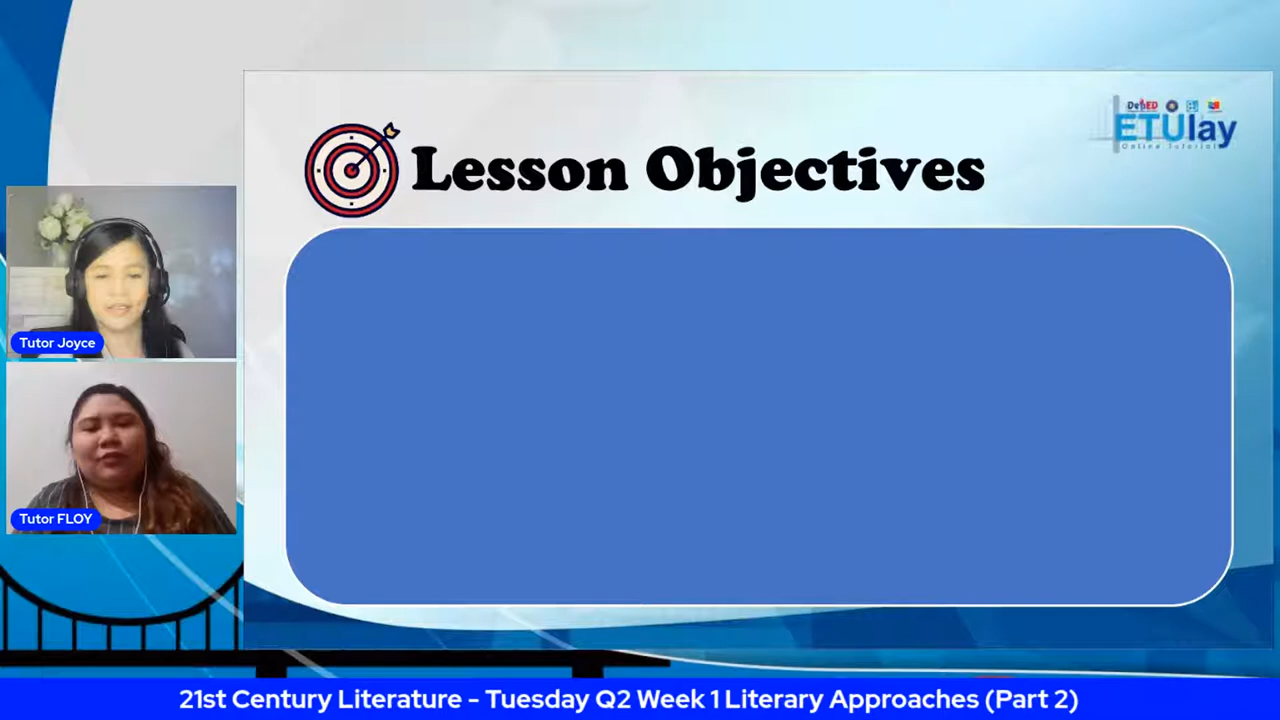 DepED
ETUlay
Online Tutorial
Lesson Objectives
Tutor Joyce
Tutor FLOY
21st Century Literature - Tuesday Q2 Week 1 Literary Approaches (Part 2)